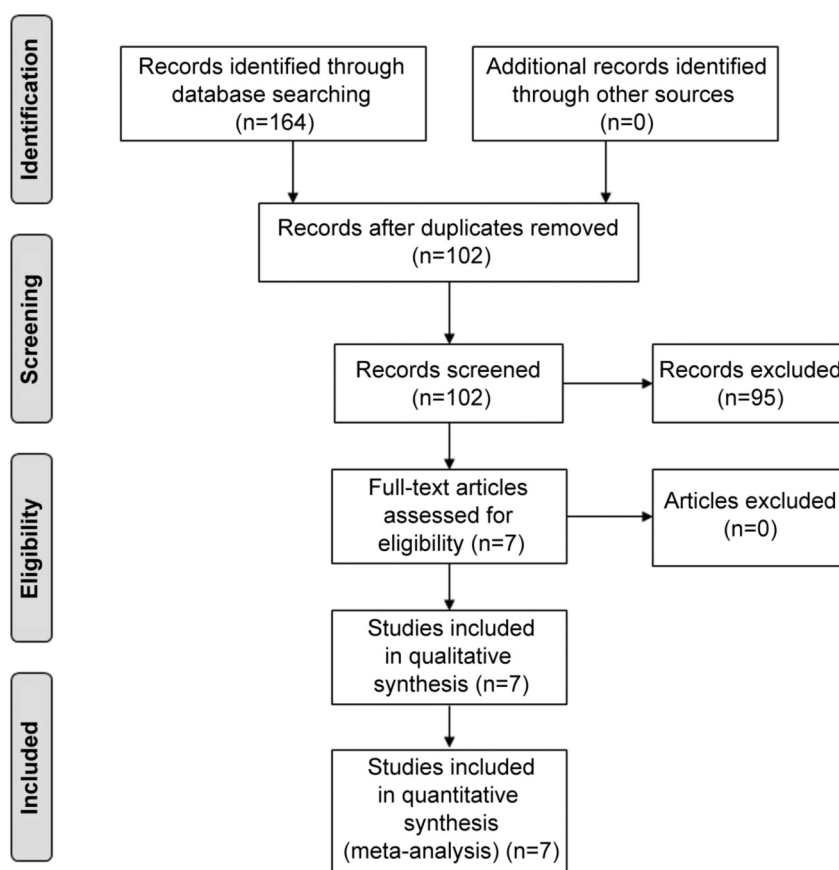 Identification
Records identified through
database searching
(n=164)
Additional records identified
through other sources
(n=0)
Records after duplicates removed
(n=102)
Screening
Records screened
(n=102)
Records excluded
(n=95)
Eligibility
Full-text articles
assessed for
eligibility (n=7)
Articles excluded
(n=0)
Studies included
in qualitative
synthesis (n=7)
Included
Studies included
in quantitative
synthesis
(meta-analysis) (n=7)